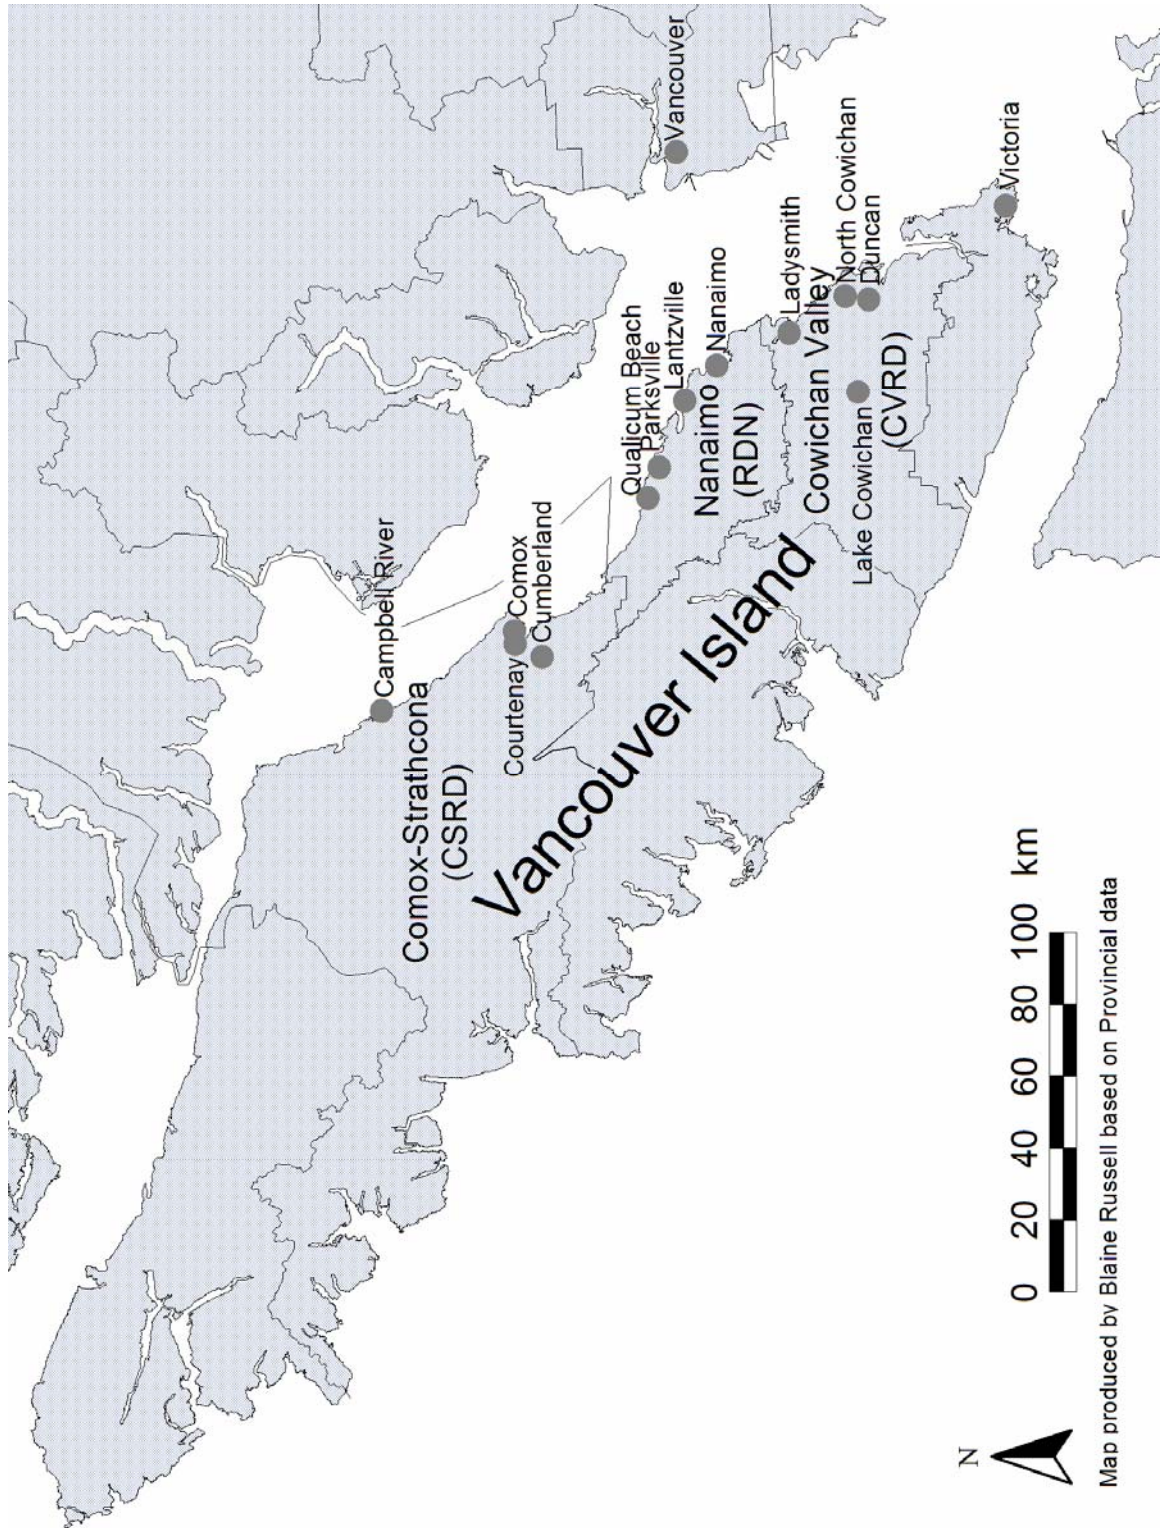 Vancouver
Campbell River
Comox-Strathcona
(CSRD)
Comox
Courtenay
Cumberland
Qualicum Beach
Parksville
Lantzville
Nanaimo
Nanaimo
(RDN)
Vancouver Island
Ladysmith
Cowichan Valley
(CVRD)
North Cowichan
Duncan
Lake Cowichan
Victoria
N
0 20 40 60 80 100 km
Map produced by Blaine Russell based on Provincial data